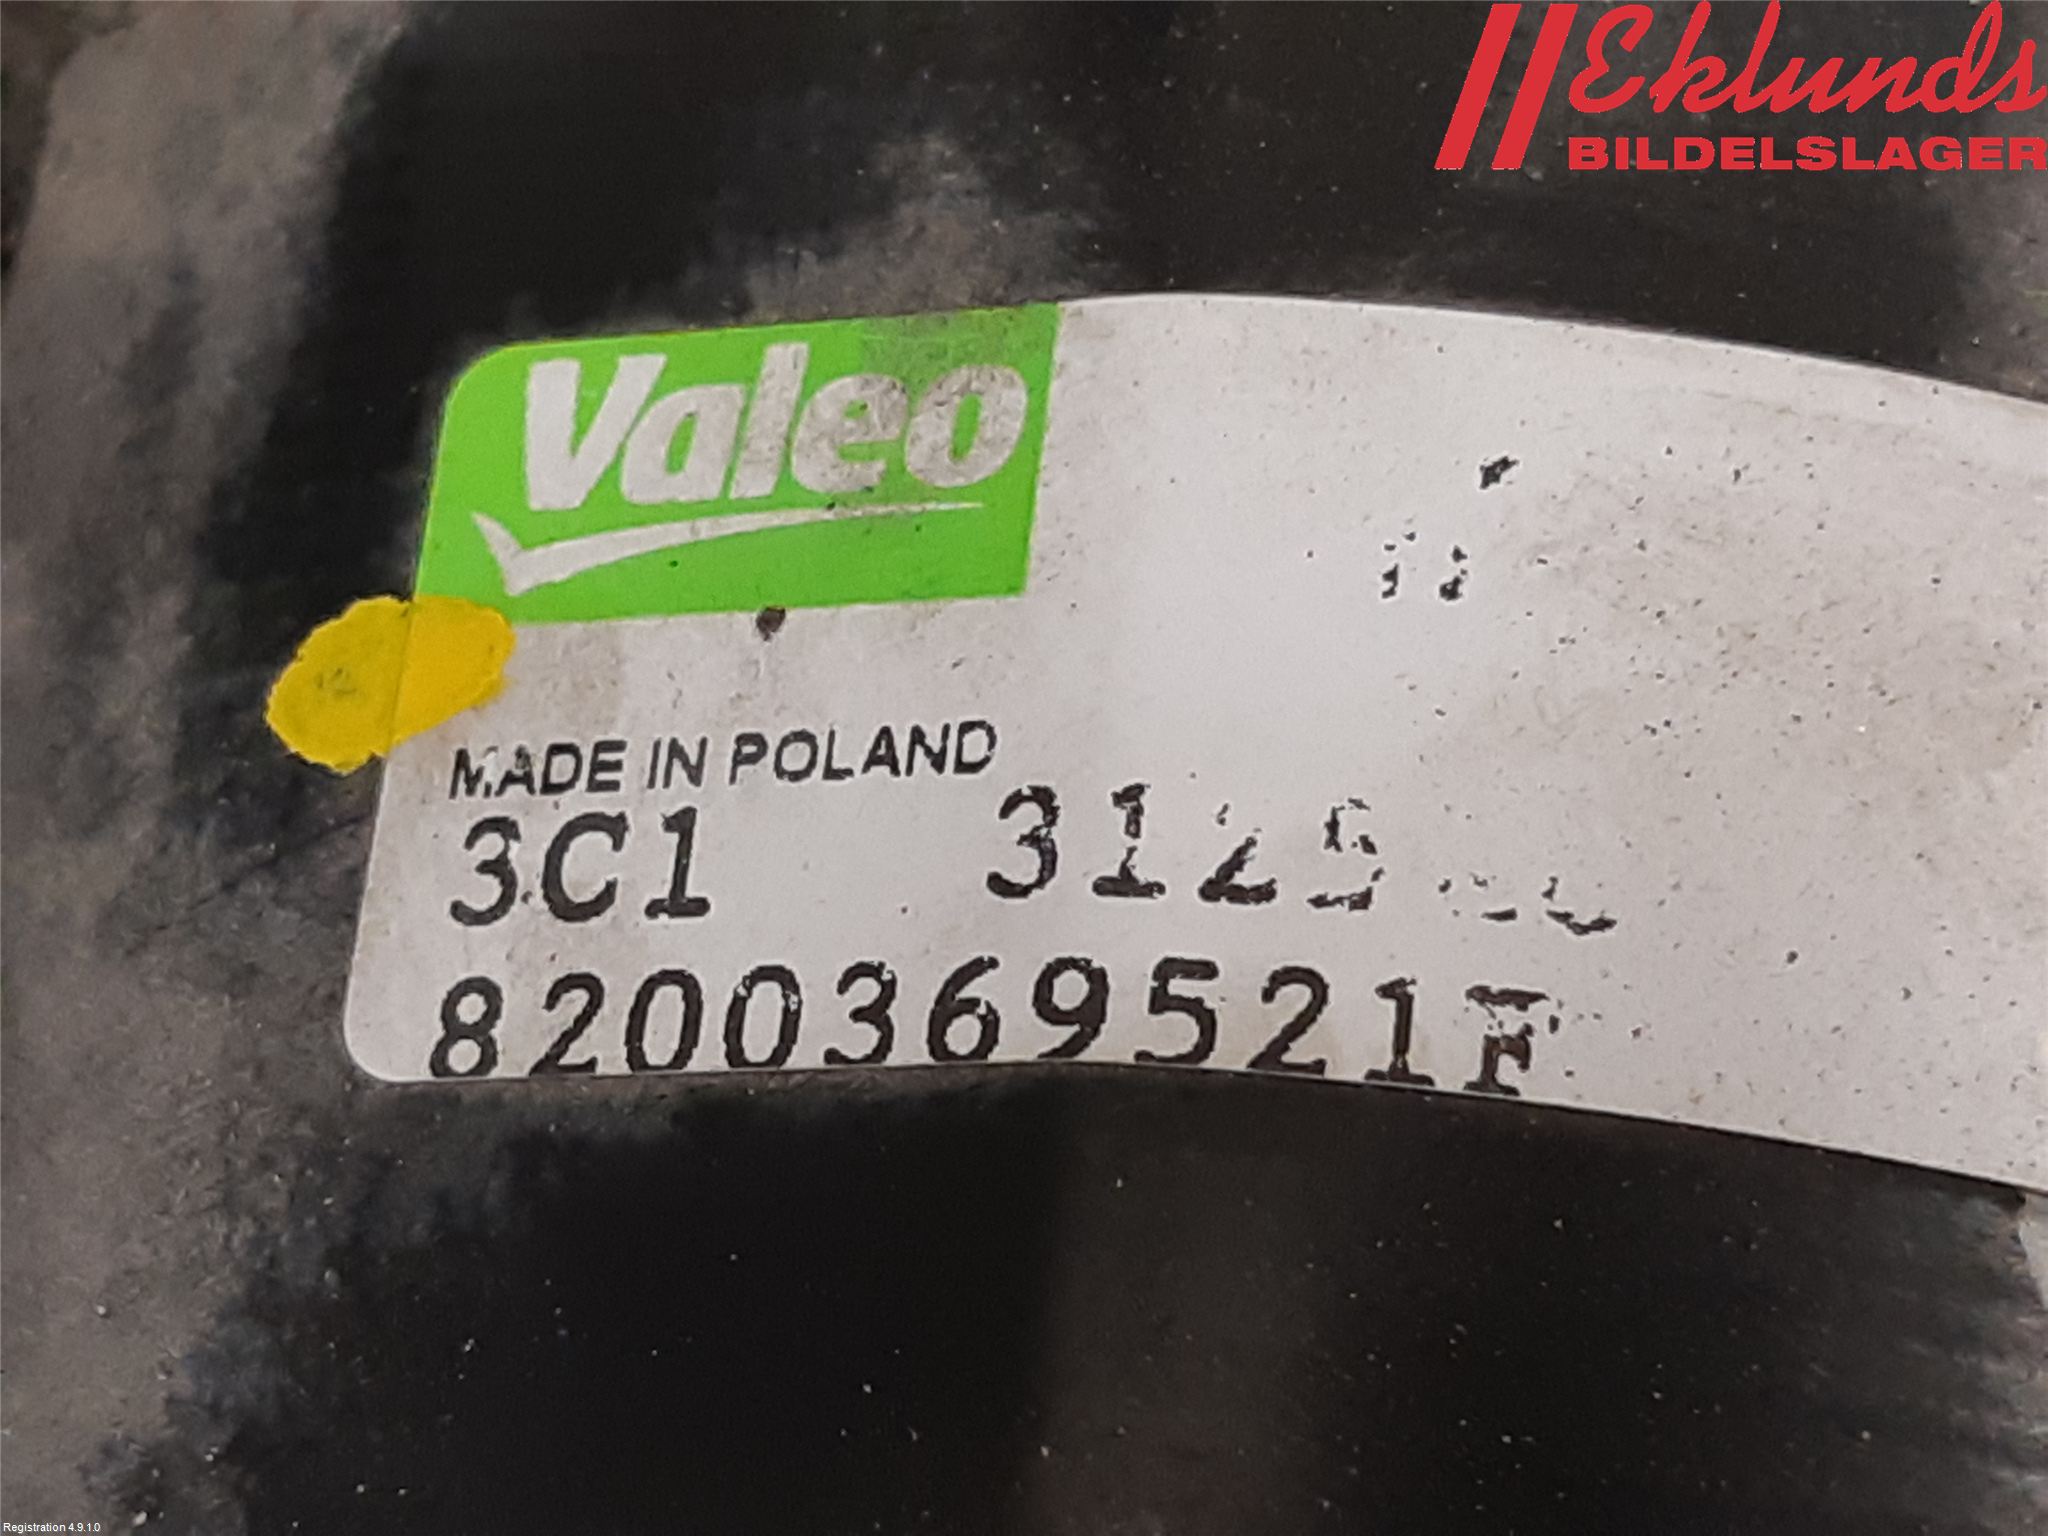 Eklunds
BILDELSLAGER
Valeo
MADE IN POLAND
3C1
8200369521F
Registration 4.9.1.0